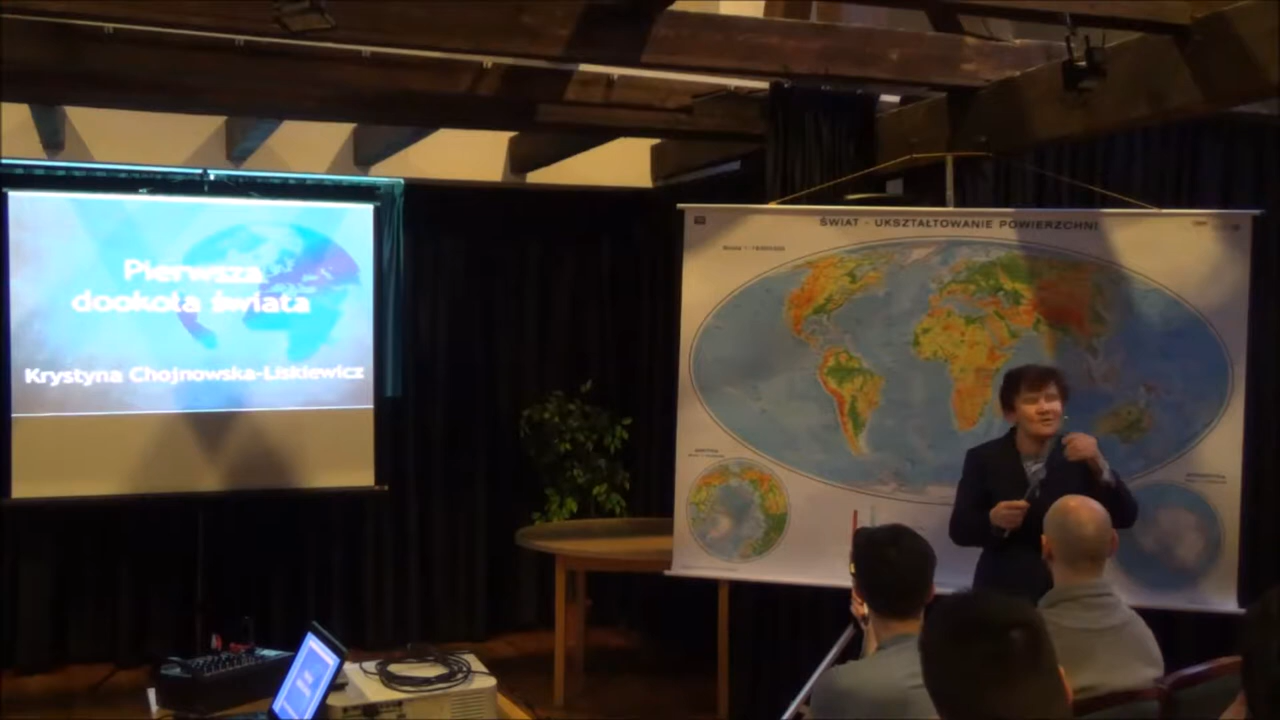 Pierwsza
dookoła świata
Krystyna Chojnowska-Liskiewicz
ŚWIAT - UKSZTAŁTOWANIE POWIERZCHNI